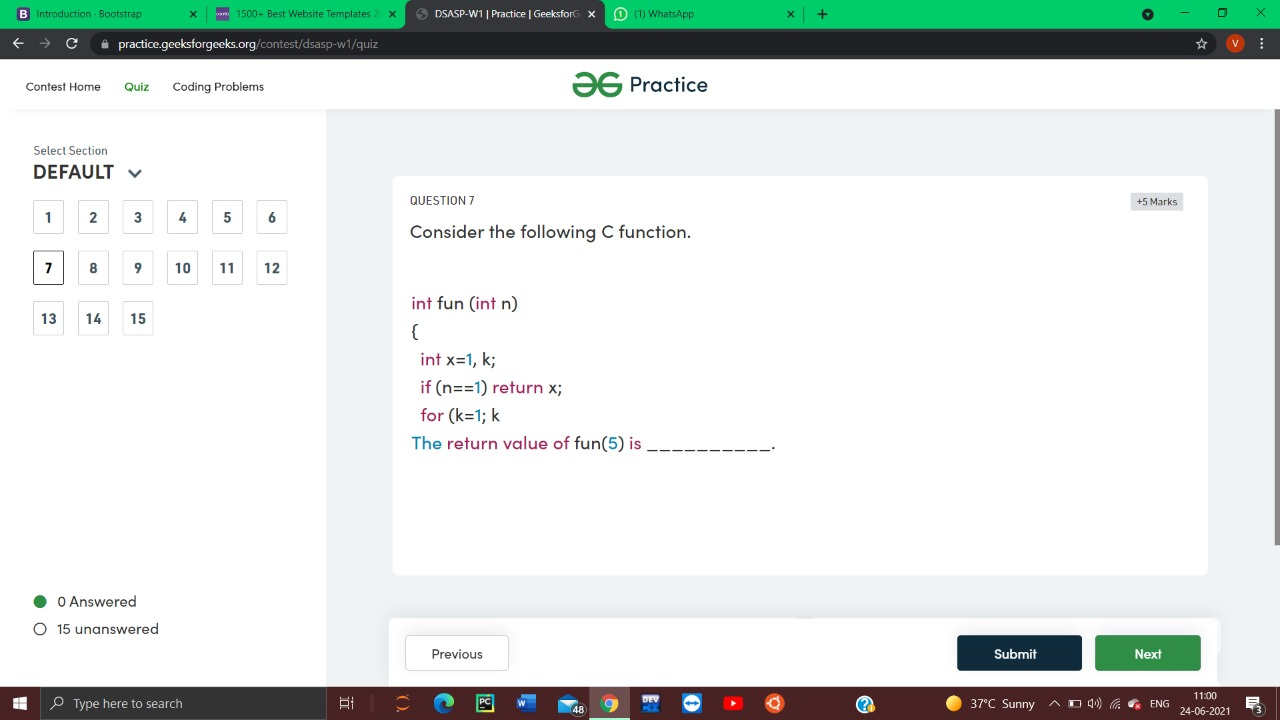 Introduction · Bootstrap
1500+ Best Website Templates 2
DSASP-W1 | Practice | GeeksforG
(1) WhatsApp
practice.geeksforgeeks.org/contest/dsasp-w1/quiz
V
Contest Home
Quiz
Coding Problems
Practice
Select Section
DEFAULT
1 2 3 4 5 6
7 8 9 10 11 12
13 14 15
QUESTION 7
+5 Marks
Consider the following C function.
int fun (int n)
{
int x=1, k;
if (n==1) return x;
for (k=1; k
The return value of fun(5) is __________.
0 Answered
15 unanswered
Previous
Submit
Next
Type here to search
48
37°C Sunny
ENG
11:00
24-06-2021
3